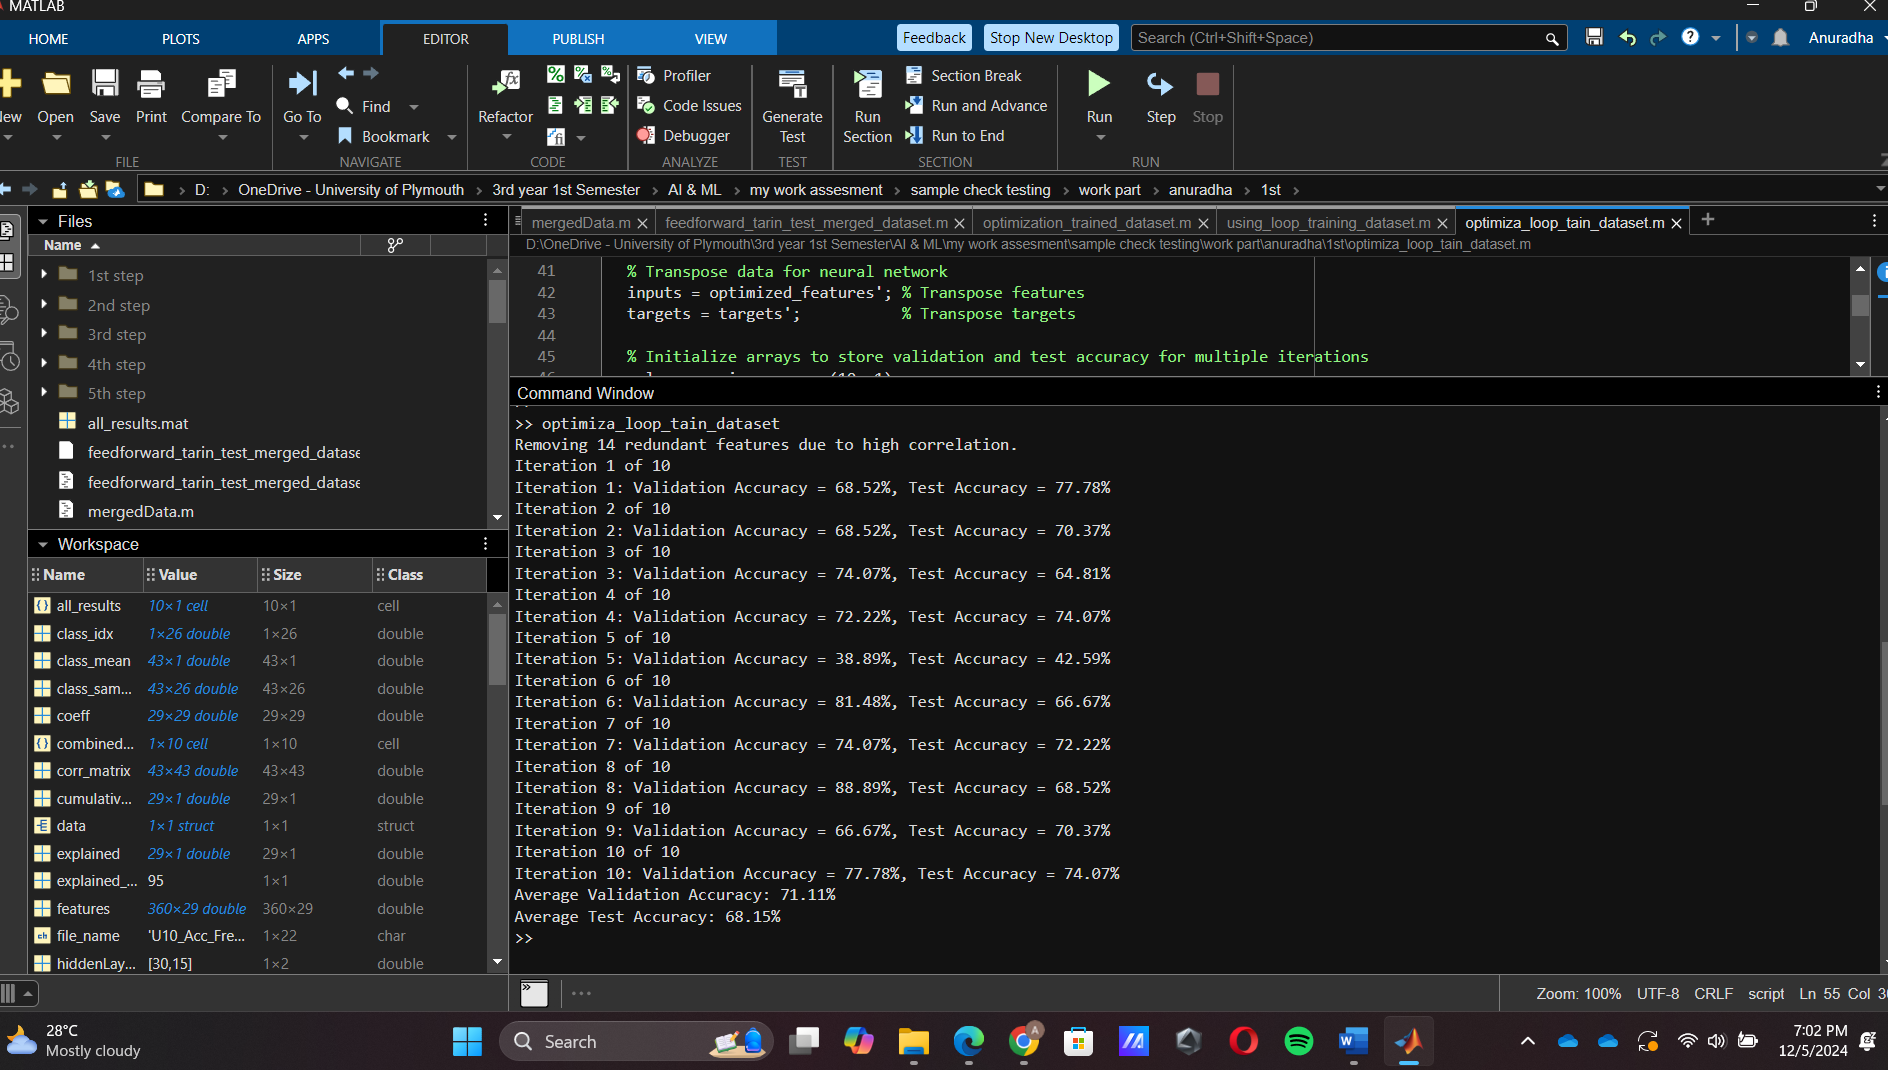 MATLAB
HOME PLOTS APPS EDITOR PUBLISH VIEW Feedback Stop New Desktop Search (Ctrl+Shift+Space) Anuradha
Open Save Print Compare To Go To Find Bookmark Refactor Profiler Code Issues Debugger Generate Test Run Section Section Break Run and Advance Run to End Run Step Stop
FILE NAVIGATE CODE ANALYZE TEST SECTION RUN
D: OneDrive - University of Plymouth 3rd year 1st Semester AI & ML my work assesment sample check testing work part anuradha 1st
Files
Name
1st step
2nd step
3rd step
4th step
5th step
all_results.mat
feedforward_tarin_test_merged_datase
feedforward_tarin_test_merged_datase
mergedData.m
Workspace
Name Value Size Class
all_results 10×1 cell 10×1 cell
class_idx 1×26 double 1×26 double
class_mean 43×1 double 43×1 double
class_sam... 43×26 double 43×26 double
coeff 29×29 double 29×29 double
combined... 1×10 cell 1×10 cell
corr_matrix 43×43 double 43×43 double
cumulativ... 29×1 double 29×1 double
data 1×1 struct 1×1 struct
explained 29×1 double 29×1 double
explained_... 95 1×1 double
features 360×29 double 360×29 double
file_name 'U10_Acc_Fre... 1×22 char
hiddenLay... [30,15] 1×2 double
mergedData.m feedforward_tarin_test_merged_dataset.m optimization_trained_dataset.m using_loop_training_dataset.m optimiza_loop_tain_dataset.m
D:\OneDrive - University of Plymouth\3rd year 1st Semester\AI & ML\my work assesment\sample check testing\work part\anuradha\1st\optimiza_loop_tain_dataset.m
41 % Transpose data for neural network
42 inputs = optimized_features'; % Transpose features
43 targets = targets'; % Transpose targets
44
45 % Initialize arrays to store validation and test accuracy for multiple iterations
Command Window
>> optimiza_loop_tain_dataset
Removing 14 redundant features due to high correlation.
Iteration 1 of 10
Iteration 1: Validation Accuracy = 68.52%, Test Accuracy = 77.78%
Iteration 2 of 10
Iteration 2: Validation Accuracy = 68.52%, Test Accuracy = 70.37%
Iteration 3 of 10
Iteration 3: Validation Accuracy = 74.07%, Test Accuracy = 64.81%
Iteration 4 of 10
Iteration 4: Validation Accuracy = 72.22%, Test Accuracy = 74.07%
Iteration 5 of 10
Iteration 5: Validation Accuracy = 38.89%, Test Accuracy = 42.59%
Iteration 6 of 10
Iteration 6: Validation Accuracy = 81.48%, Test Accuracy = 66.67%
Iteration 7 of 10
Iteration 7: Validation Accuracy = 74.07%, Test Accuracy = 72.22%
Iteration 8 of 10
Iteration 8: Validation Accuracy = 88.89%, Test Accuracy = 68.52%
Iteration 9 of 10
Iteration 9: Validation Accuracy = 66.67%, Test Accuracy = 70.37%
Iteration 10 of 10
Iteration 10: Validation Accuracy = 77.78%, Test Accuracy = 74.07%
Average Validation Accuracy: 71.11%
Average Test Accuracy: 68.15%
>>
Zoom: 100% UTF-8 CRLF script Ln 55 Col
28°C
Mostly cloudy
Search
7:02 PM
12/5/2024